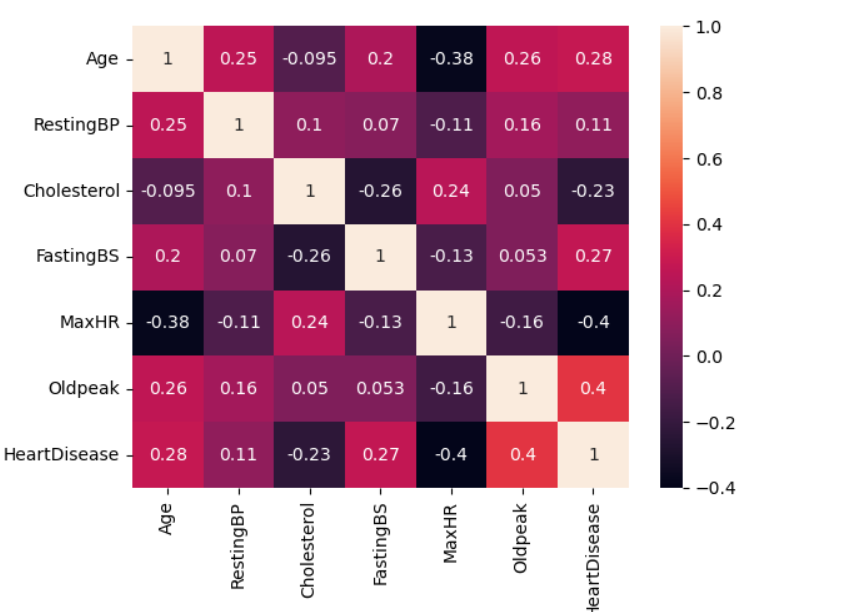 Age 1 0.25 -0.095 0.2 -0.38 0.26 0.28
RestingBP 0.25 1 0.1 0.07 -0.11 0.16 0.11
Cholesterol -0.095 0.1 1 -0.26 0.24 0.05 -0.23
FastingBS 0.2 0.07 -0.26 1 -0.13 0.053 0.27
MaxHR -0.38 -0.11 0.24 -0.13 1 -0.16 -0.4
Oldpeak 0.26 0.16 0.05 0.053 -0.16 1 0.4
HeartDisease 0.28 0.11 -0.23 0.27 -0.4 0.4 1
Age
RestingBP
Cholesterol
FastingBS
MaxHR
Oldpeak
HeartDisease
1.0
0.8
0.6
0.4
0.2
0.0
−0.2
−0.4